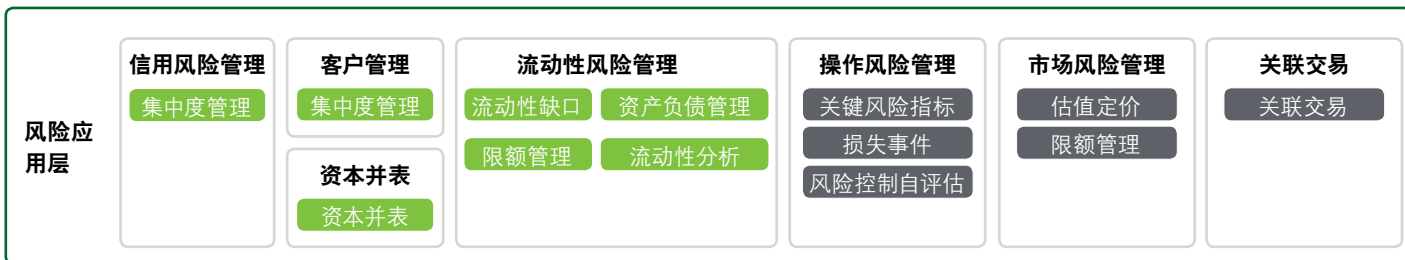 风险应
用层
信用风险管理
集中度管理
客户管理
集中度管理
资本并表
资本并表
流动性风险管理
流动性缺口
资产负债管理
限额管理
流动性分析
操作风险管理
关键风险指标
损失事件
风险控制自评估
市场风险管理
估值定价
限额管理
关联交易
关联交易